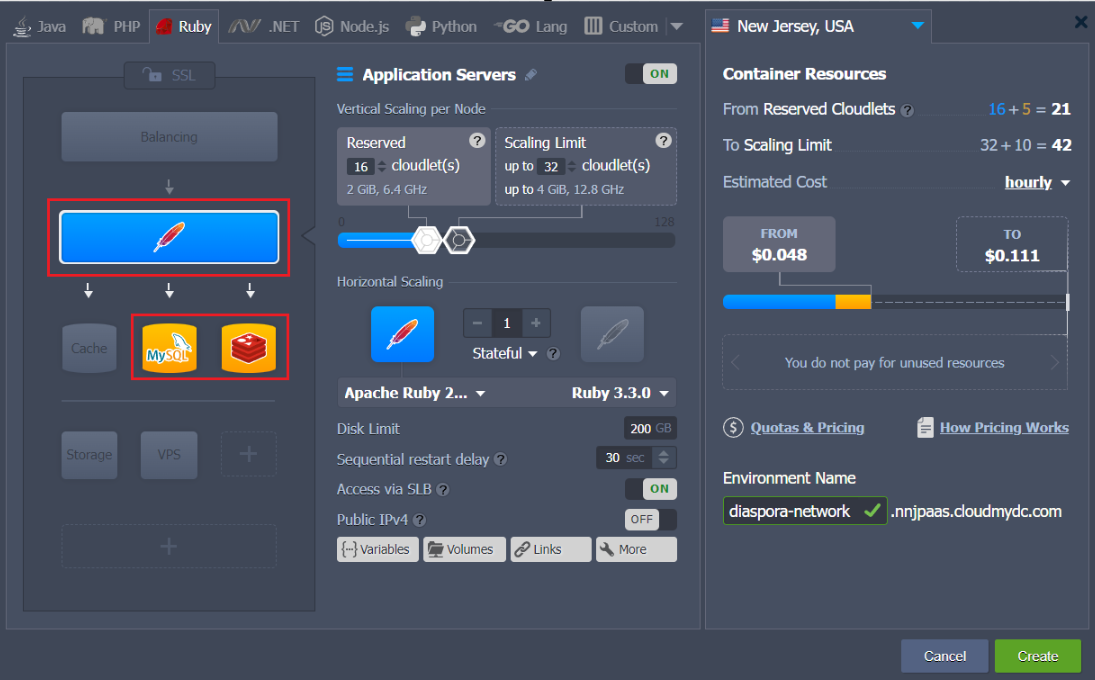 Java
PHP
Ruby
.NET
Node.js
Python
GO Lang
Custom
New Jersey, USA
SSL
Balancing
Cache
MySQL
Storage
VPS
Application Servers
ON
Vertical Scaling per Node
Reserved ?
16 cloudlet(s)
2 GiB, 6.4 GHz
Scaling Limit ?
up to 32 cloudlet(s)
up to 4 GiB, 12.8 GHz
0 128
Horizontal Scaling
− 1 +
Stateful ?
Apache Ruby 2... Ruby 3.3.0
Disk Limit 200 GB
Sequential restart delay ? 30 sec
Access via SLB ? ON
Public IPv4 ? OFF
Variables Volumes Links More
Container Resources
From Reserved Cloudlets ? 16 + 5 = 21
To Scaling Limit 32 + 10 = 42
Estimated Cost hourly
FROM
$0.048
TO
$0.111
You do not pay for unused resources
$ Quotas & Pricing How Pricing Works
Environment Name
diaspora-network .nnjpaas.cloudmydc.com
Cancel Create